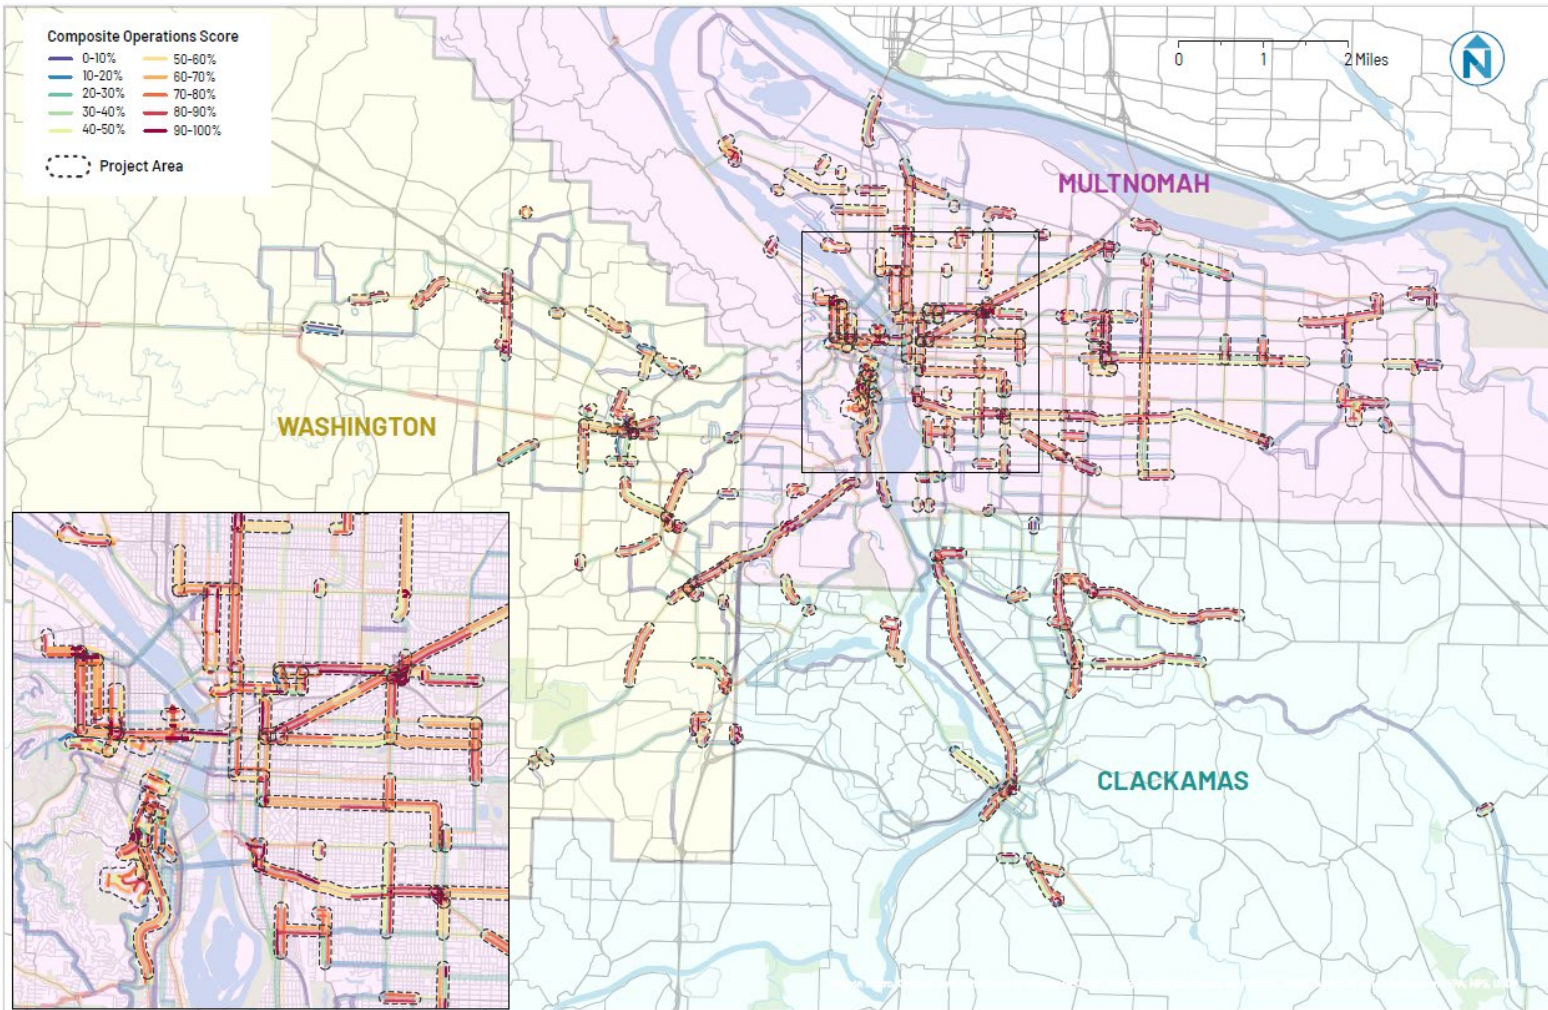 Composite Operations Score
0-10%
10-20%
20-30%
30-40%
40-50%
50-60%
60-70%
70-80%
80-90%
90-100%
Project Area
0 1 2 Miles
N
MULTNOMAH
WASHINGTON
CLACKAMAS